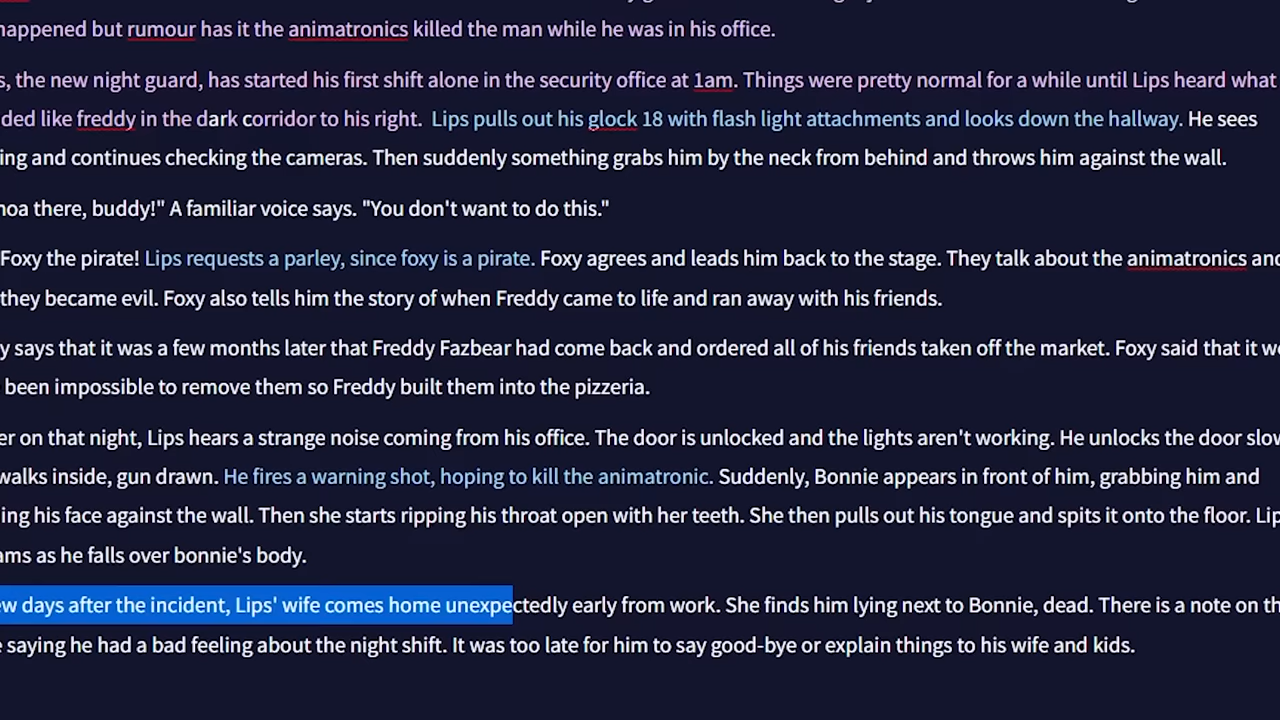 happened but rumour has it the animatronics killed the man while he was in his office.
s, the new night guard, has started his first shift alone in the security office at 1am. Things were pretty normal for a while until Lips heard what
ded like freddy in the dark corridor to his right. Lips pulls out his glock 18 with flash light attachments and looks down the hallway. He sees
ing and continues checking the cameras. Then suddenly something grabs him by the neck from behind and throws him against the wall.
hoa there, buddy!" A familiar voice says. "You don't want to do this."
Foxy the pirate! Lips requests a parley, since foxy is a pirate. Foxy agrees and leads him back to the stage. They talk about the animatronics and
they became evil. Foxy also tells him the story of when Freddy came to life and ran away with his friends.
y says that it was a few months later that Freddy Fazbear had come back and ordered all of his friends taken off the market. Foxy said that it w
been impossible to remove them so Freddy built them into the pizzeria.
er on that night, Lips hears a strange noise coming from his office. The door is unlocked and the lights aren't working. He unlocks the door slow
walks inside, gun drawn. He fires a warning shot, hoping to kill the animatronic. Suddenly, Bonnie appears in front of him, grabbing him and
ing his face against the wall. Then she starts ripping his throat open with her teeth. She then pulls out his tongue and spits it onto the floor. Lip
ams as he falls over bonnie's body.
ew days after the incident, Lips' wife comes home unexpectedly early from work. She finds him lying next to Bonnie, dead. There is a note on th
e saying he had a bad feeling about the night shift. It was too late for him to say good-bye or explain things to his wife and kids.